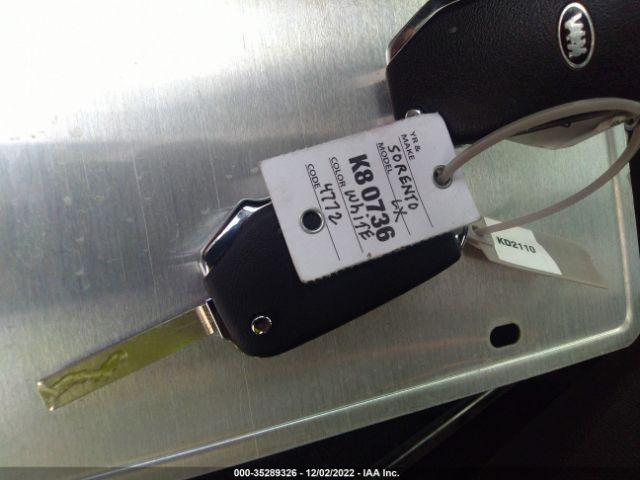 YR & MAKE
MODEL SORENTO LX
K80736
COLOR WHITE
CODE 4772
KD2110
000-35289326 - 12/02/2022 - IAA Inc.